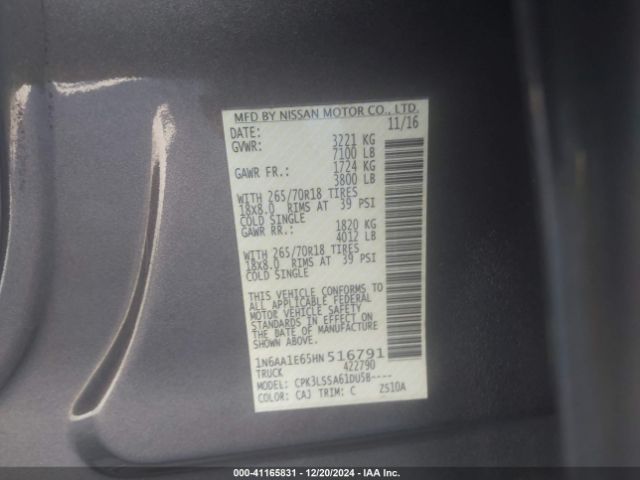 MFD BY NISSAN MOTOR CO., LTD.
DATE: 11/16
GVWR: 3221 KG
7100 LB
GAWR FR.: 1724 KG
3800 LB
WITH 265/70R18 TIRES
18x8.0 RIMS AT 39 PSI
COLD SINGLE
GAWR RR.: 1820 KG
4012 LB
WITH 265/70R18 TIRES
18x8.0 RIMS AT 39 PSI
COLD SINGLE
THIS VEHICLE CONFORMS TO
ALL APPLICABLE FEDERAL
MOTOR VEHICLE SAFETY
STANDARDS IN EFFECT ON
THE DATE OF MANUFACTURE
SHOWN ABOVE.
1N6AA1E65HN 516791
TRUCK 422790
MODEL: CPK3LSSA61DU5B----
COLOR: CAJ TRIM: C ZS10A
000-41165831 - 12/20/2024 - IAA Inc.